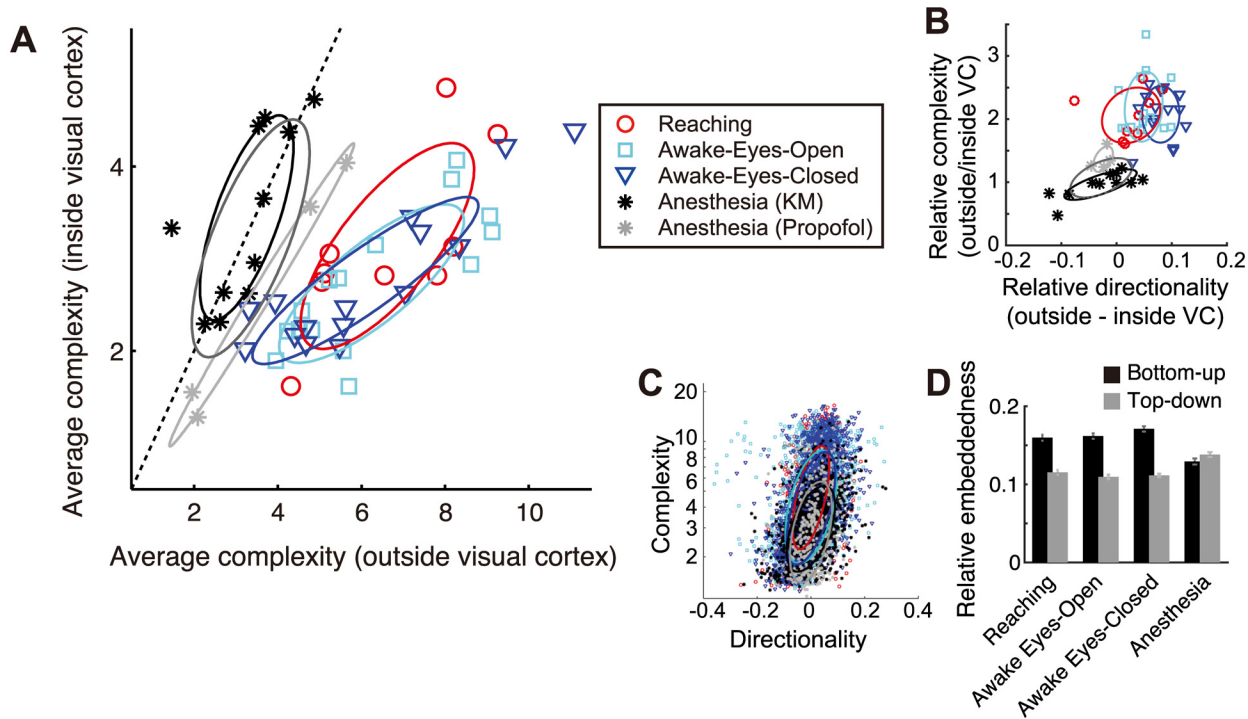 A
Average complexity (inside visual cortex)
4
2
2
4
6
8
10
Average complexity (outside visual cortex)
Reaching
Awake-Eyes-Open
Awake-Eyes-Closed
Anesthesia (KM)
Anesthesia (Propofol)
B
Relative complexity
(outside/inside VC)
3
2
1
0
-0.2
-0.1
0
0.1
0.2
Relative directionality
(outside - inside VC)
C
Complexity
20
10
8
6
4
3
2
-0.4
-0.2
0
0.2
0.4
Directionality
D
Bottom-up
Top-down
Relative embeddedness
0.2
0.1
0
Reaching
Awake Eyes-Open
Awake Eyes-Closed
Anesthesia